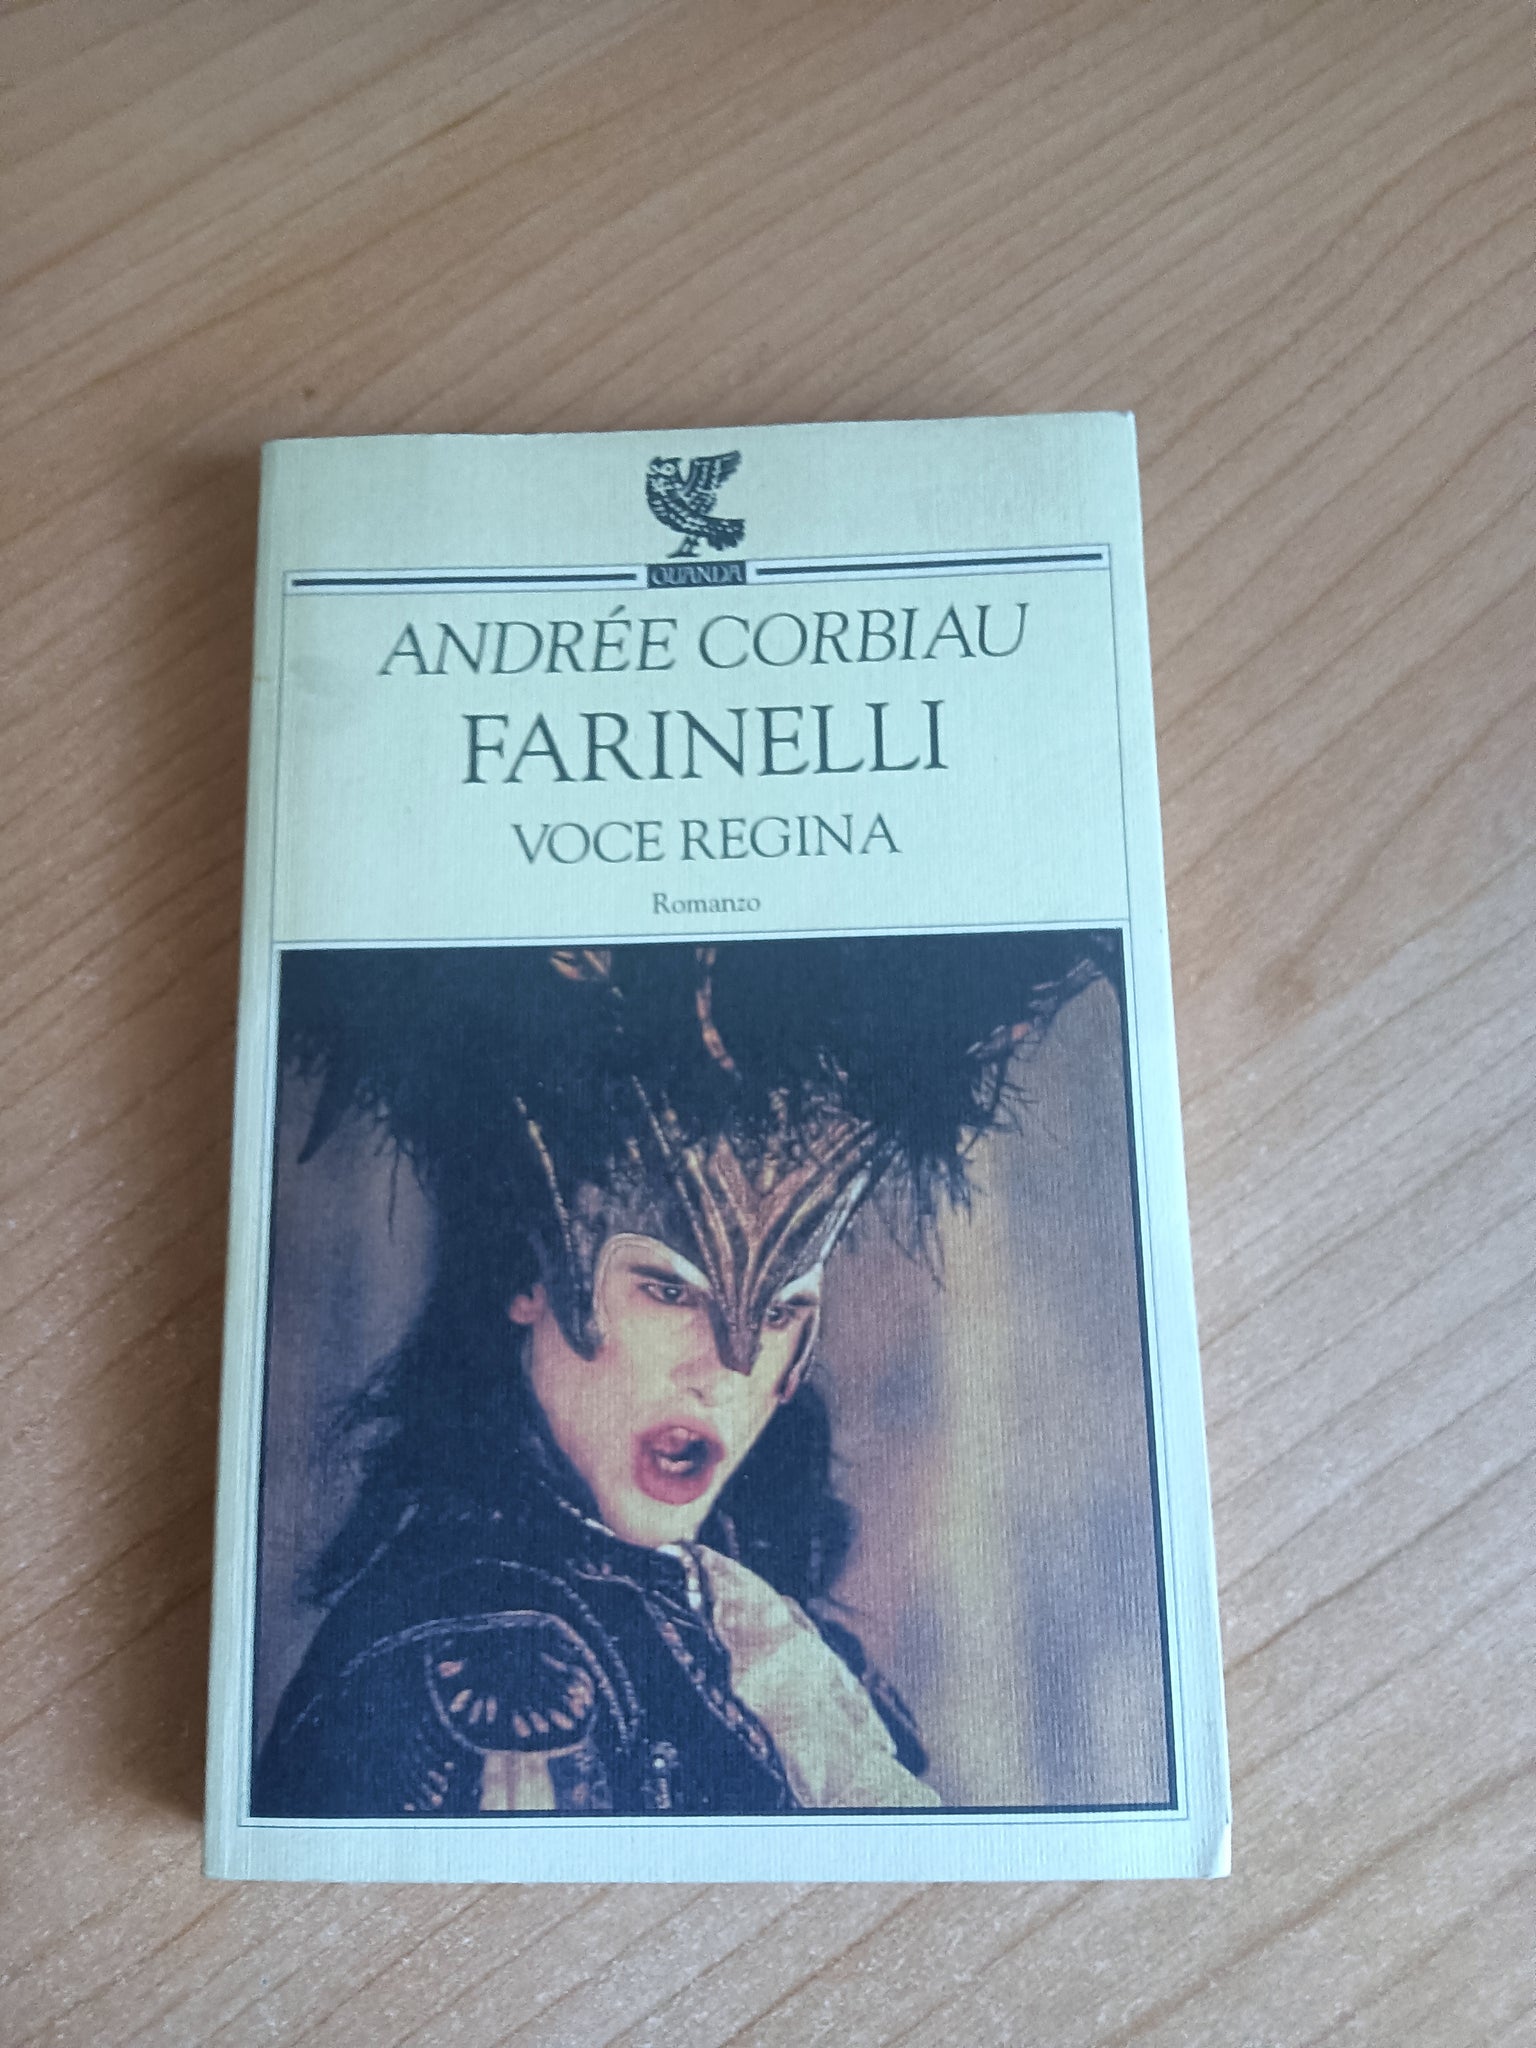 GUANDA
ANDRÉE CORBIAU
FARINELLI
VOCE REGINA
Romanzo